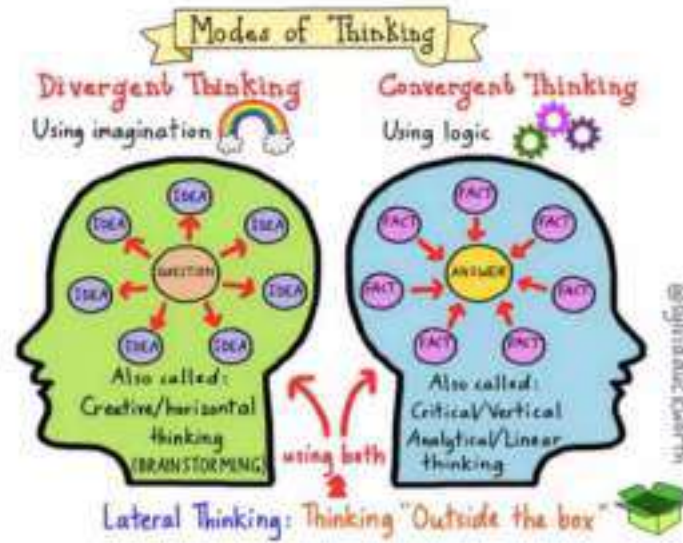 Modes of Thinking
Divergent Thinking
Using imagination
IDEA
IDEA
IDEA
IDEA
IDEA
IDEA
IDEA
QUESTION
Also called:
Creative/horizontal
thinking
(BRAINSTORMING)
Convergent Thinking
Using logic
FACT
FACT
FACT
FACT
FACT
FACT
FACT
ANSWER
Also called:
Critical/Vertical
Analytical/Linear
thinking
using both
Lateral Thinking: Thinking "Outside the box"